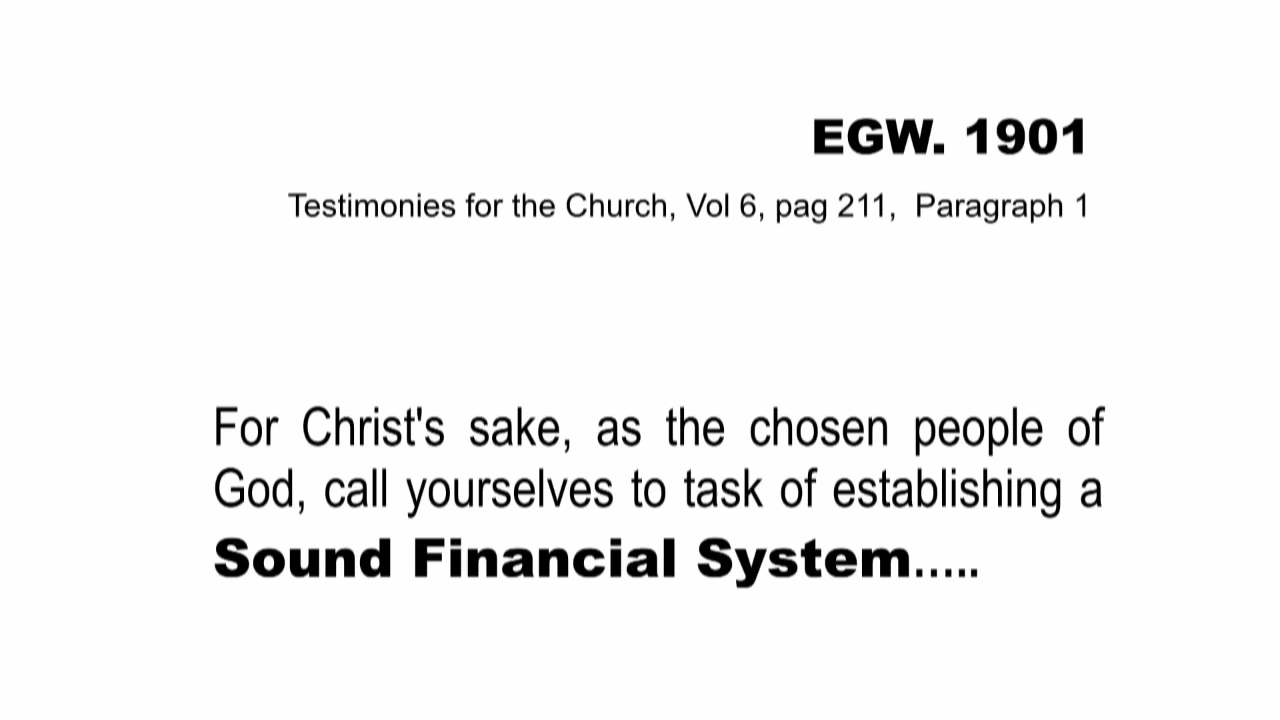 EGW. 1901
Testimonies for the Church, Vol 6, pag 211, Paragraph 1
For Christ's sake, as the chosen people of
God, call yourselves to task of establishing a
Sound Financial System.....